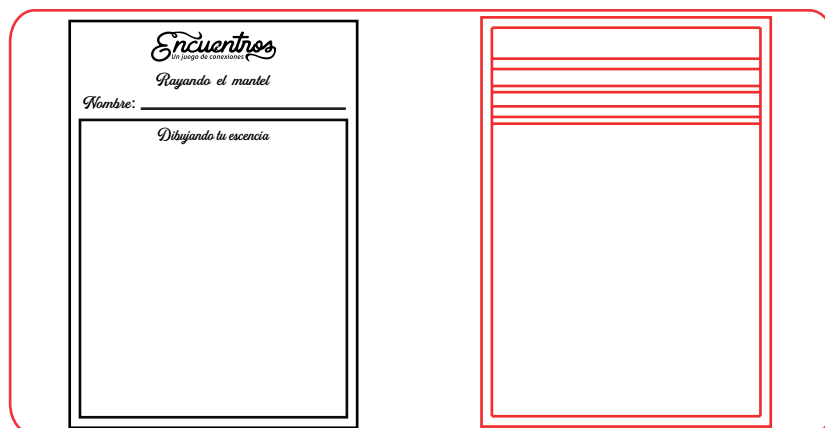 Encuentros
Un juego de conexiones
Rayando el mantel
Nombre:
Dibujando tu escencia